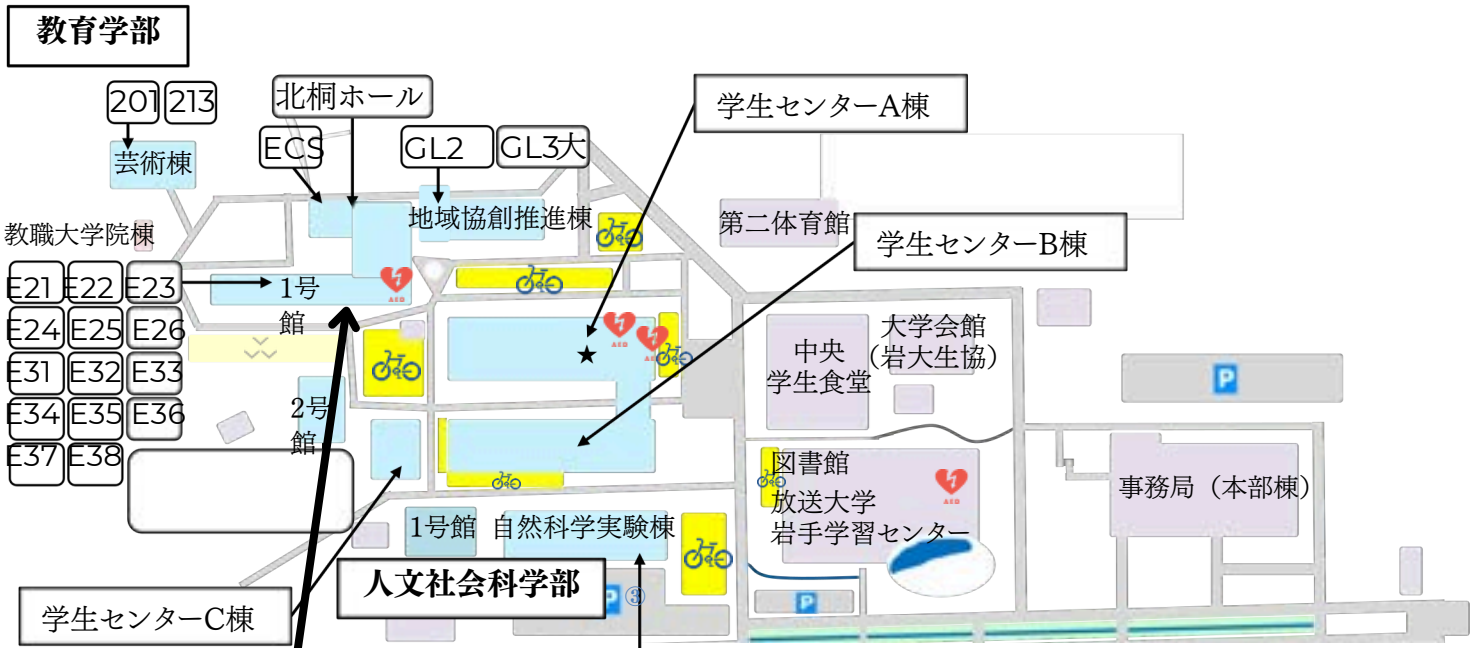 教育学部
201 213
北桐ホール
学生センターA棟
ECS
GL2
GL3大
芸術棟
地域協創推進棟
第二体育館
教職大学院棟
学生センターB棟
E21 E22 E23
1号
館
AED
E24 E25 E26
AED
AED
★
大学会館
(岩大生協)
中央
学生食堂
E31 E32 E33
P
E34 E35 E36
2号
館
E37 E38
図書館
放送大学
岩手学習センター
AED
事務局（本部棟）
1号館
自然科学実験棟
人文社会科学部
P ③
P
学生センターC棟